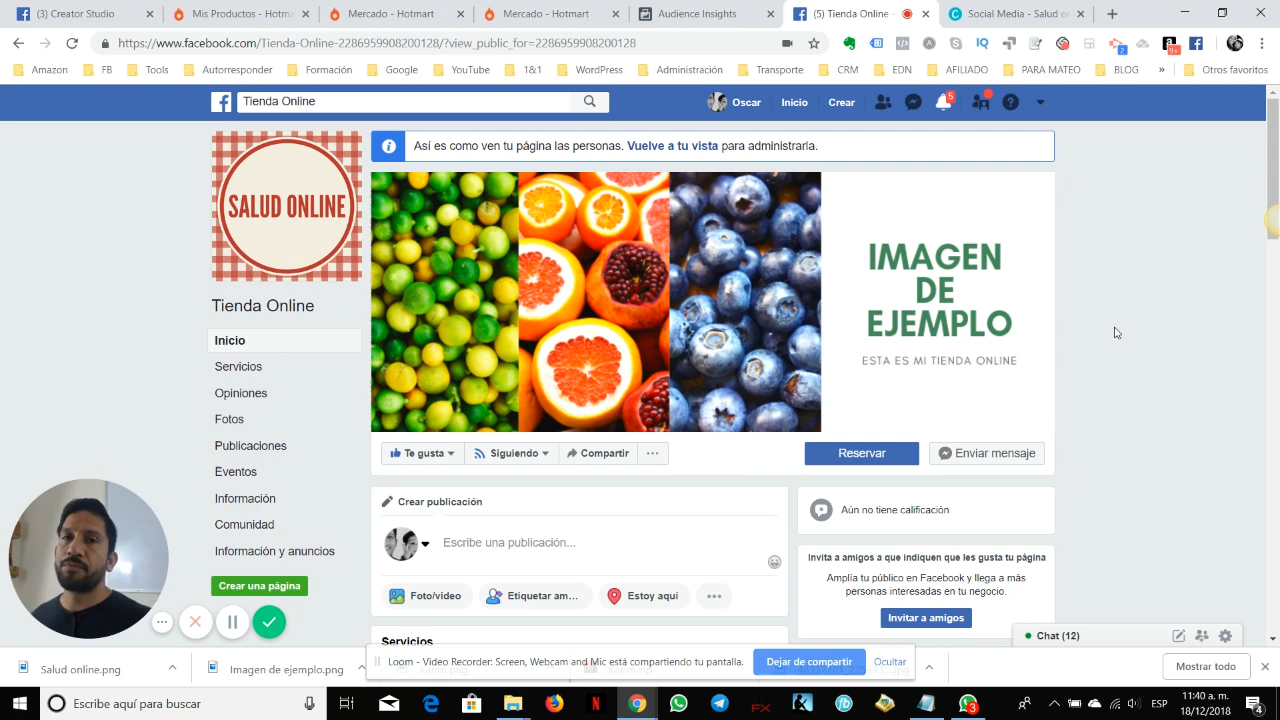 (3) Creator Studio
Mis Productos - Hotma
Mercado - Hotmart
Mercado - Hotmart
Audience Insights
(5) Tienda Online -
Social Media - Salud o
https://www.facebook.com/Tienda-Online-2286959908200128/?view_public_for=2286959908200128
Amazon
FB
Tools
Autorresponder
Formación
Google
YouTube
1&1
WordPress
Administración
Transporte
CRM
EDN
AFILIADO
PARA MATEO
BLOG
»
Otros favoritos
Tienda Online
Oscar
Inicio
Crear
5
Así es como ven tu página las personas. Vuelve a tu vista para administrarla.
SALUD ONLINE
IMAGEN
DE
EJEMPLO
ESTA ES MI TIENDA ONLINE
Tienda Online
Inicio
Servicios
Opiniones
Fotos
Publicaciones
Eventos
Información
Comunidad
Información y anuncios
Crear una página
Te gusta
Siguiendo
Compartir
Reservar
Enviar mensaje
Crear publicación
Escribe una publicación...
Foto/video
Etiquetar am...
Estoy aquí
Servicios
Aún no tiene calificación
Invita a amigos a que indiquen que les gusta tu página
Amplía tu público en Facebook y llega a más
personas interesadas en tu negocio.
Invitar a amigos
Chat (12)
Salud online.png
Imagen de ejemplo.png
Loom - Video Recorder: Screen, Webcam and Mic está compartiendo tu pantalla.
Dejar de compartir
Ocultar
Mostrar todo
Escribe aquí para buscar
ESP
11:40 a. m.
18/12/2018